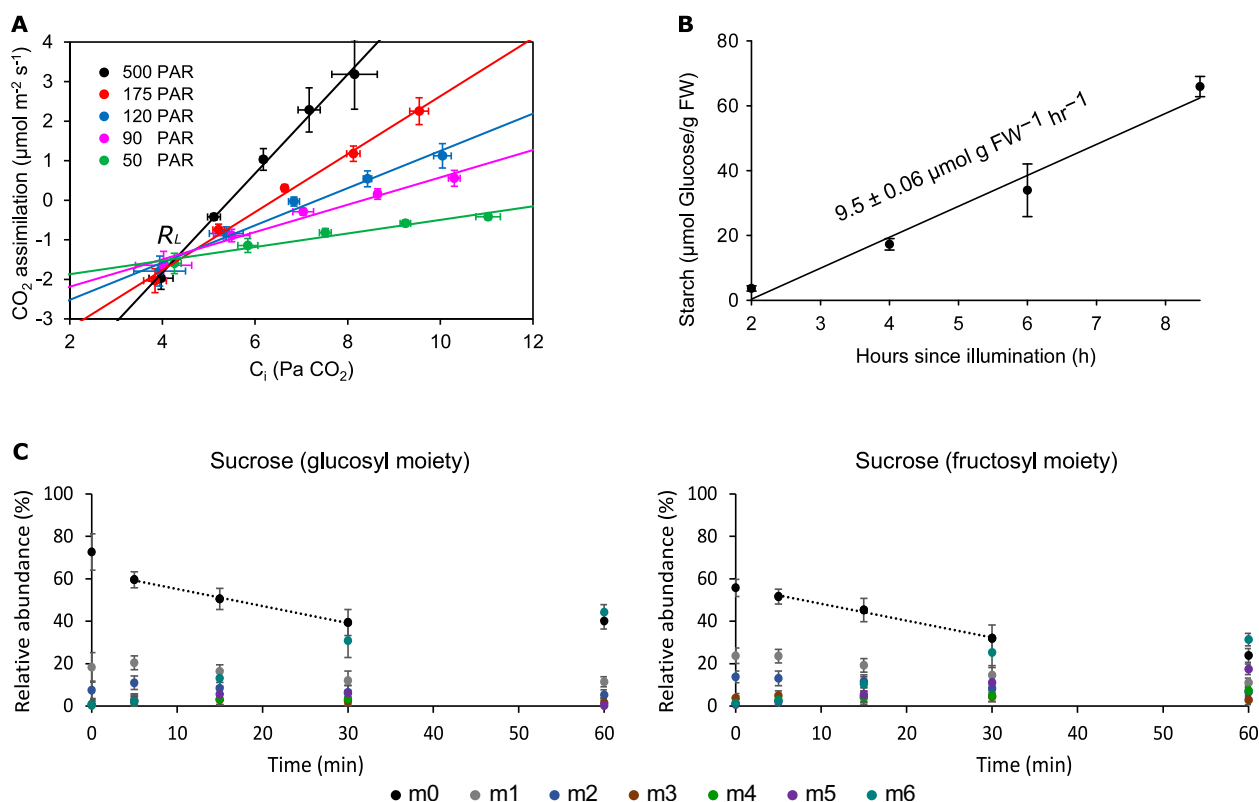 A
CO₂ assimilation (µmol m⁻² s⁻¹)
4
3
2
1
0
-1
-2
-3
500 PAR
175 PAR
120 PAR
90 PAR
50 PAR
R_L
2 4 6 8 10 12
Cᵢ (Pa CO₂)
B
Starch (µmol Glucose/g FW)
80
60
40
20
0
9.5 ± 0.06 µmol g FW⁻¹ hr⁻¹
2 3 4 5 6 7 8
Hours since illumination (h)
C
Sucrose (glucosyl moiety)
Relative abundance (%)
100
80
60
40
20
0
0 10 20 30 40 50 60
Time (min)
Sucrose (fructosyl moiety)
Relative abundance (%)
100
80
60
40
20
0
0 10 20 30 40 50 60
Time (min)
m0 m1 m2 m3 m4 m5 m6